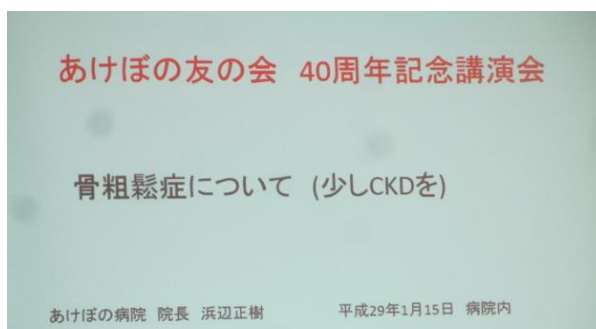 あけぼの友の会 40周年記念講演会
骨粗鬆症について (少しCKDを)
あけぼの病院 院長 浜辺正樹 平成29年1月15日 病院内